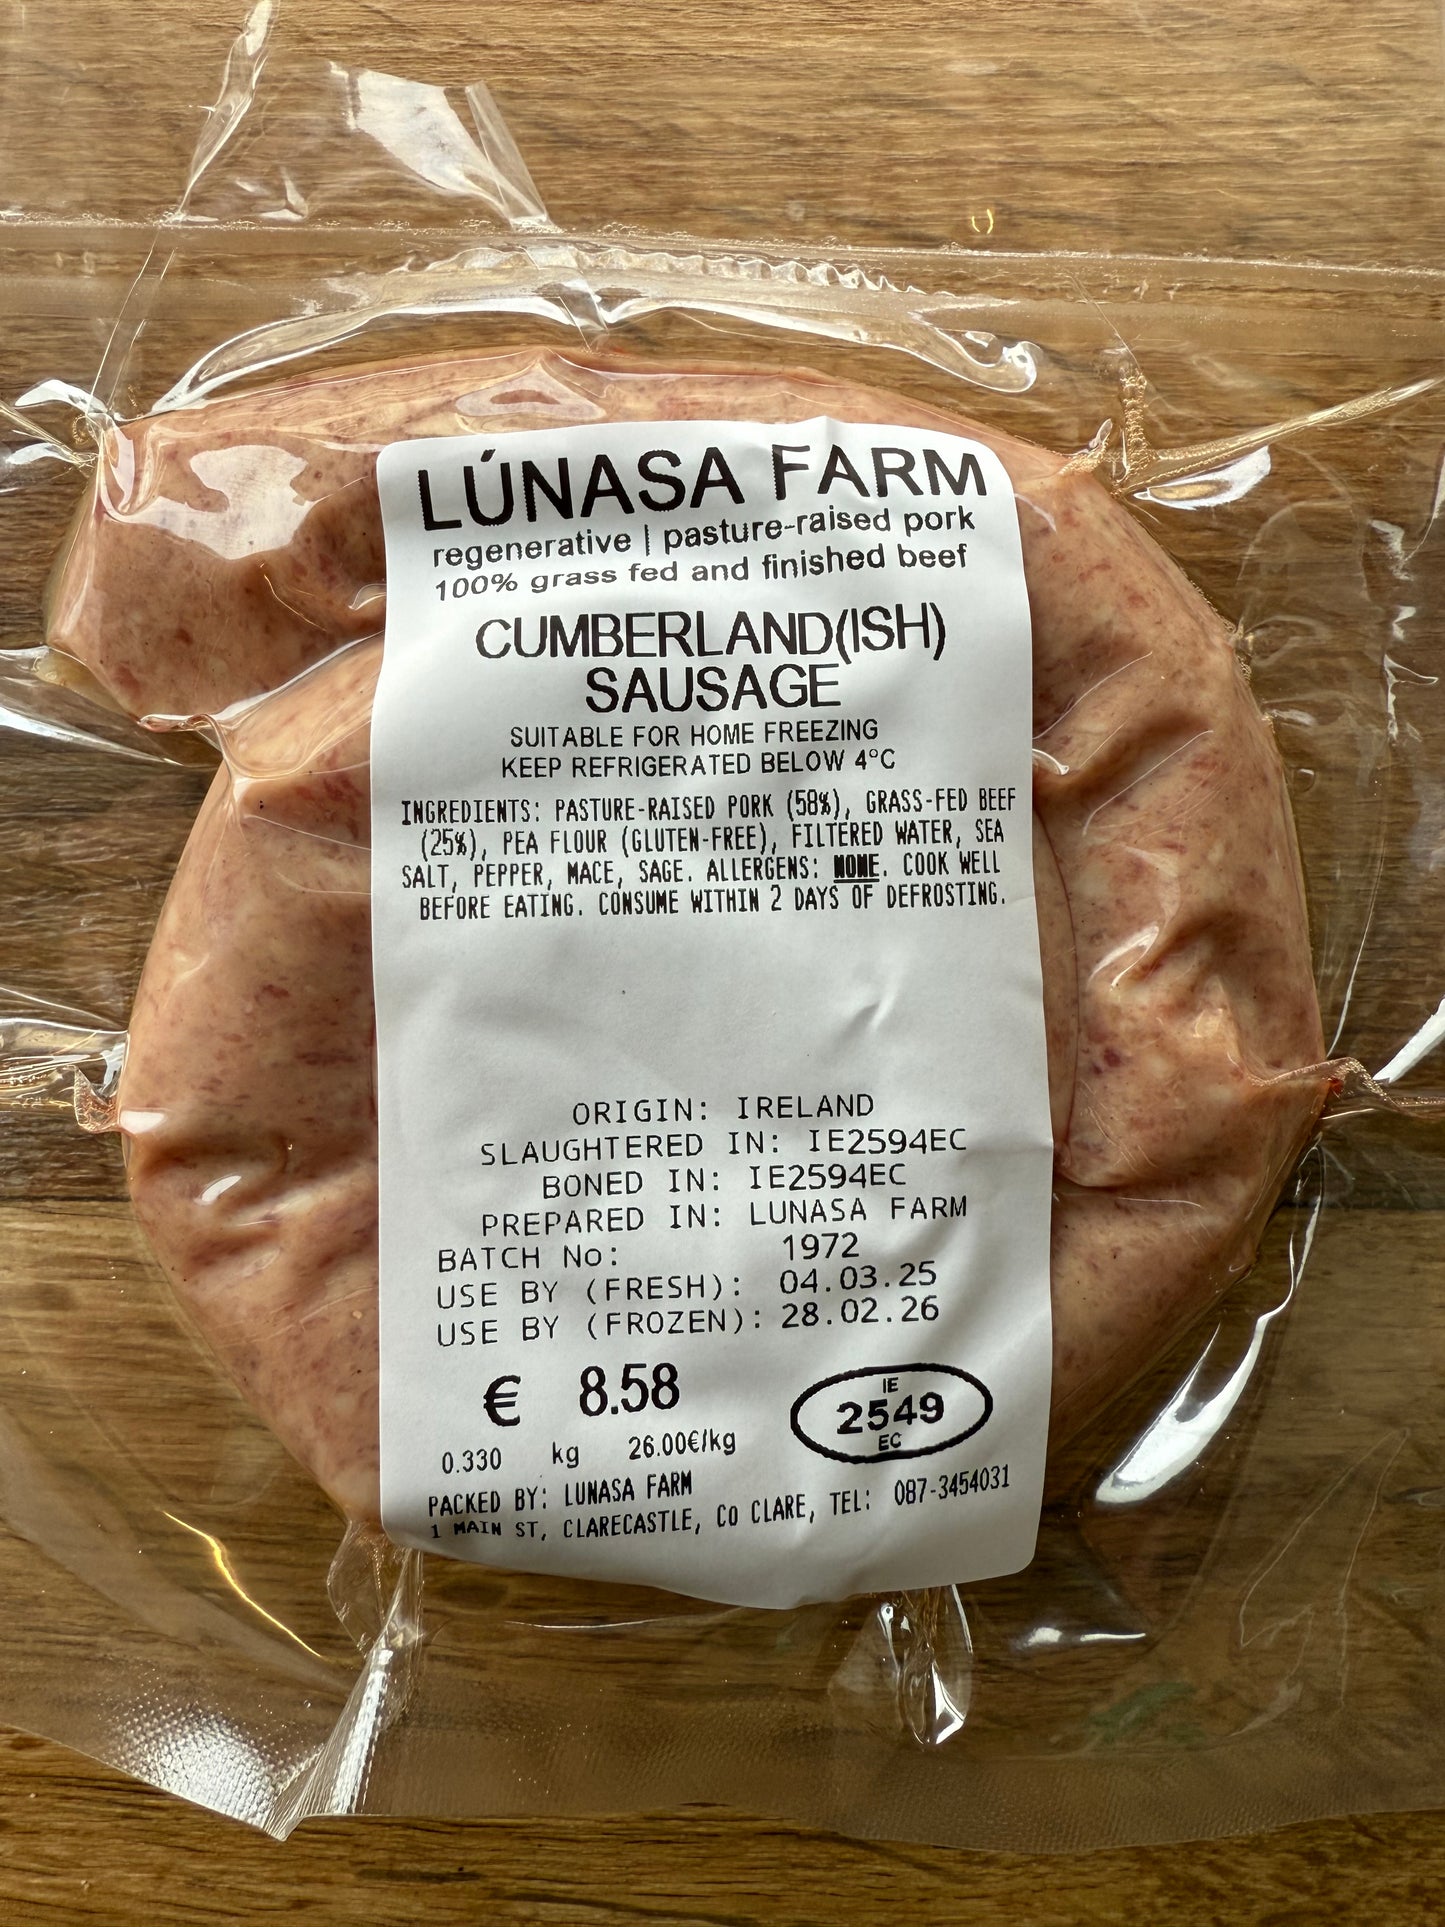 LÚNASA FARM
regenerative | pasture-raised pork
100% grass fed and finished beef
CUMBERLAND(ISH)
SAUSAGE
SUITABLE FOR HOME FREEZING
KEEP REFRIGERATED BELOW 4°C
INGREDIENTS: PASTURE-RAISED PORK (58%), GRASS-FED BEEF
(25%), PEA FLOUR (GLUTEN-FREE), FILTERED WATER, SEA
SALT, PEPPER, MACE, SAGE. ALLERGENS: NONE. COOK WELL
BEFORE EATING. CONSUME WITHIN 2 DAYS OF DEFROSTING.
ORIGIN: IRELAND
SLAUGHTERED IN: IE2594EC
BONED IN: IE2594EC
PREPARED IN: LUNASA FARM
BATCH No: 1972
USE BY (FRESH): 04.03.25
USE BY (FROZEN): 28.02.26
€ 8.58
0.330 kg 26.00€/kg
IE
2549
EC
PACKED BY: LUNASA FARM
1 MAIN ST, CLARECASTLE, CO CLARE, TEL: 087-3454031